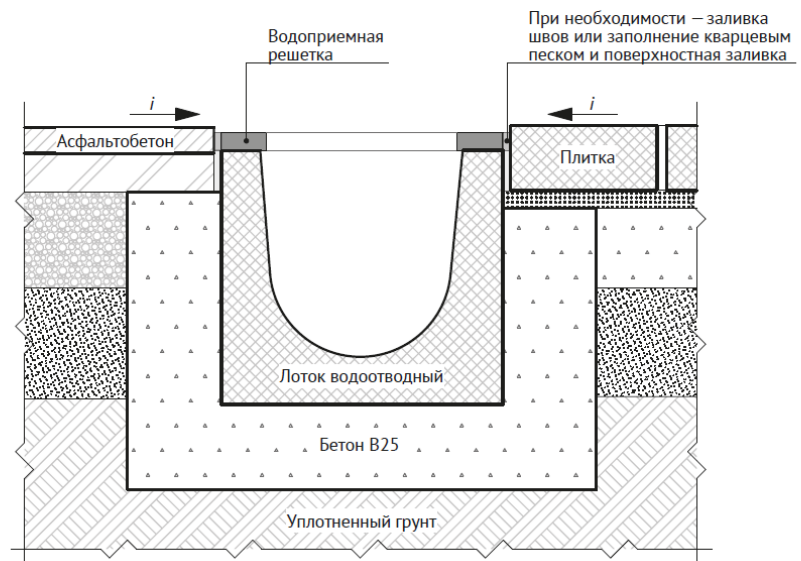 Водоприемная
решетка
При необходимости – заливка
швов или заполнение кварцевым
песком и поверхностная заливка
i
i
Асфальтобетон
Плитка
Лоток водоотводный
Бетон В25
Уплотненный грунт